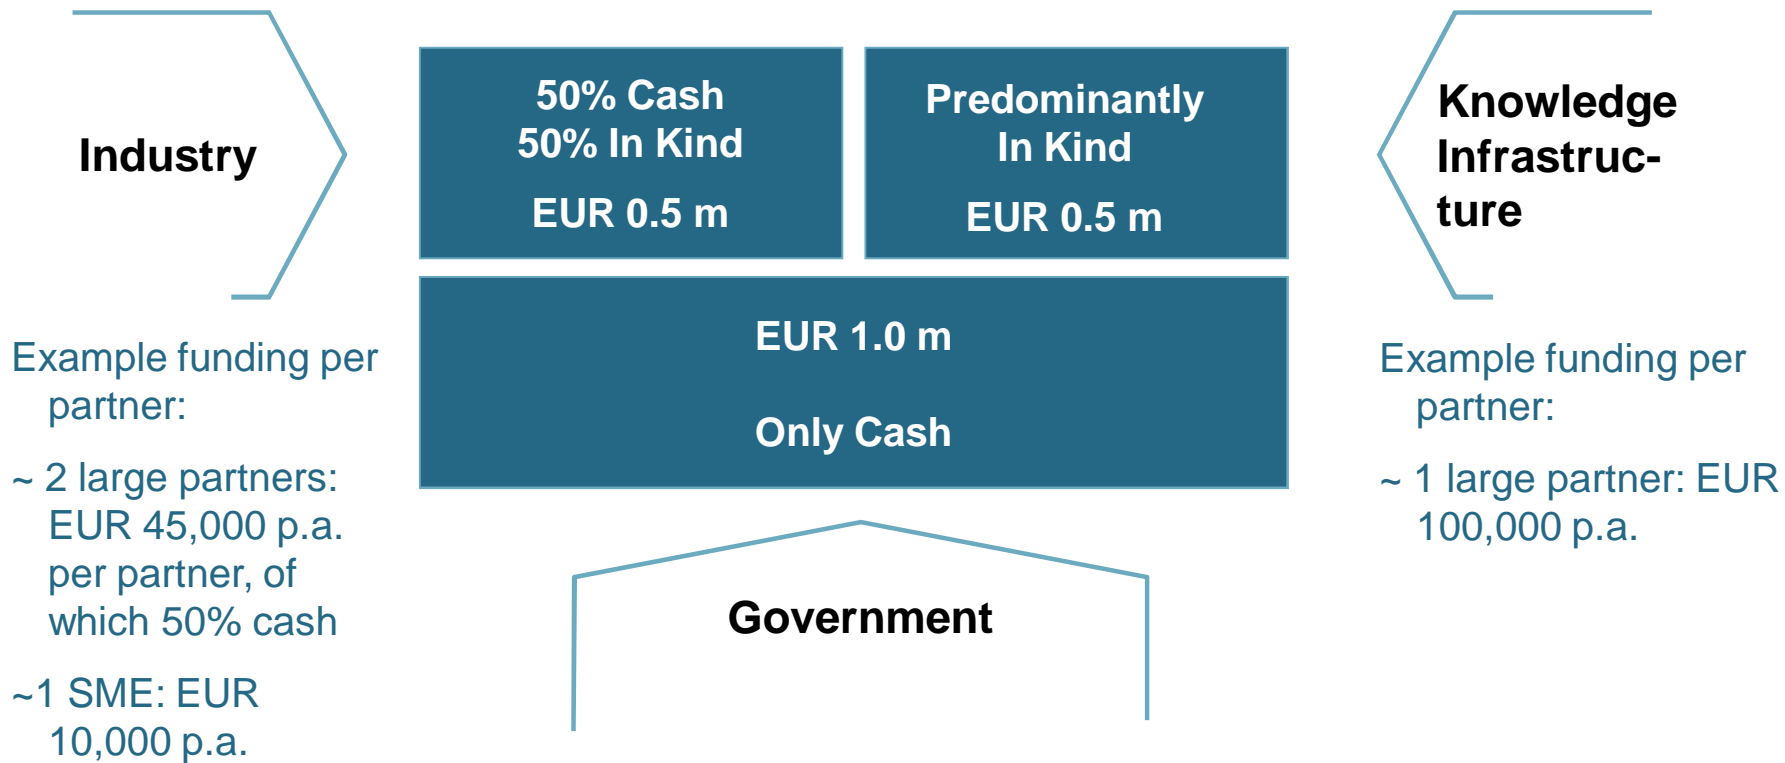 Industry
50% Cash
50% In Kind
EUR 0.5 m
Predominantly
In Kind
EUR 0.5 m
Knowledge
Infrastruc-
ture
EUR 1.0 m
Only Cash
Government
Example funding per
partner:
~ 2 large partners:
EUR 45,000 p.a.
per partner, of
which 50% cash
~1 SME: EUR
10,000 p.a.
Example funding per
partner:
~ 1 large partner: EUR
100,000 p.a.